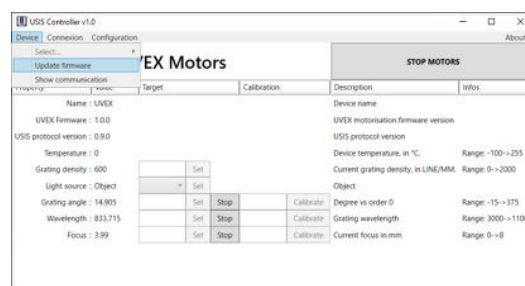 USIS Controller v1.0
Device Connexion Configuration About
Select...
Update firmware
Show communication
VEX Motors
STOP MOTORS
Target Calibration Description Infos
Name : UVEX Device name
UVEX Firmware : 1.0.0 UVEX motorisation firmware version
USIS protocol version : 0.9.0 USIS protocol version
Temperature : 0 Device temperature, in °C. Range: -100->255
Grating density : 600 Set Current grating density, in LINE/MM. Range: 0->2000
Light source : Object Set Object
Grating angle : 14.905 Set Stop Calibrate Degree vs order 0 Range: -15->375
Wavelength : 833.715 Set Stop Calibrate Grating wavelength Range: 3000->1100
Focus : 3.99 Set Stop Calibrate Current focus in mm Range: 0->8